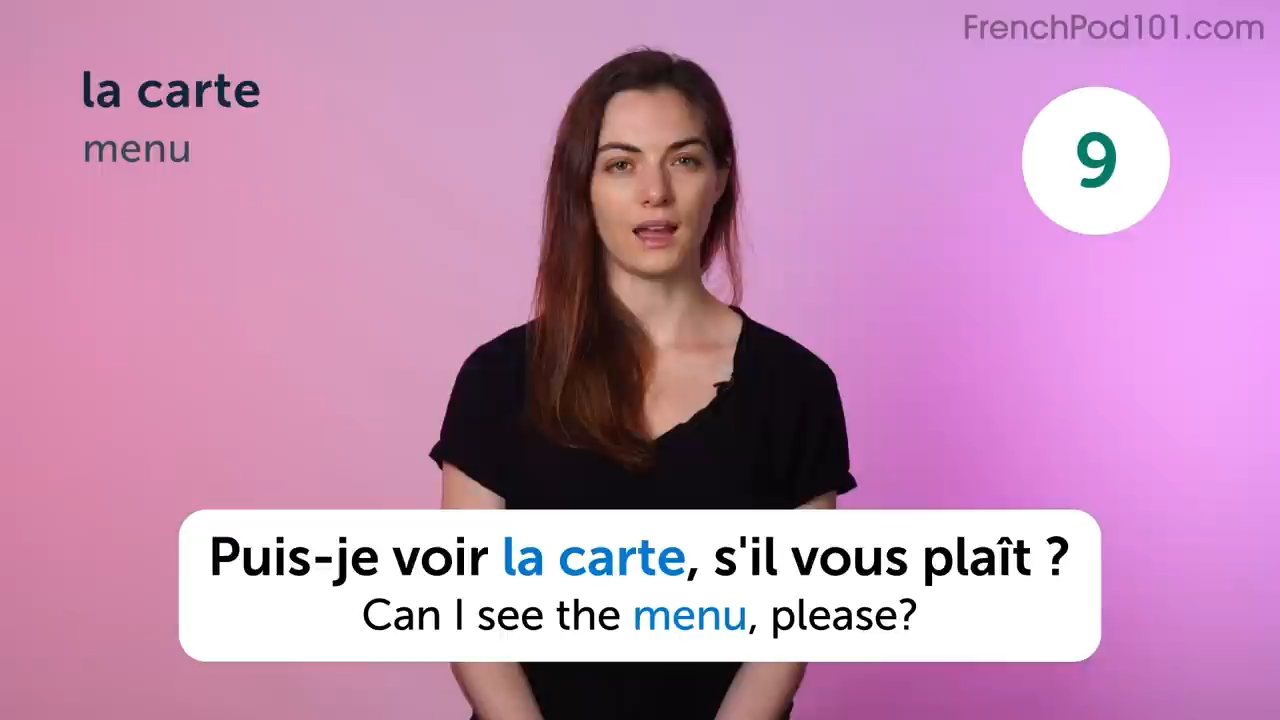 FrenchPod101.com
la carte
menu
9
Puis-je voir la carte, s'il vous plaît ?
Can I see the menu, please?